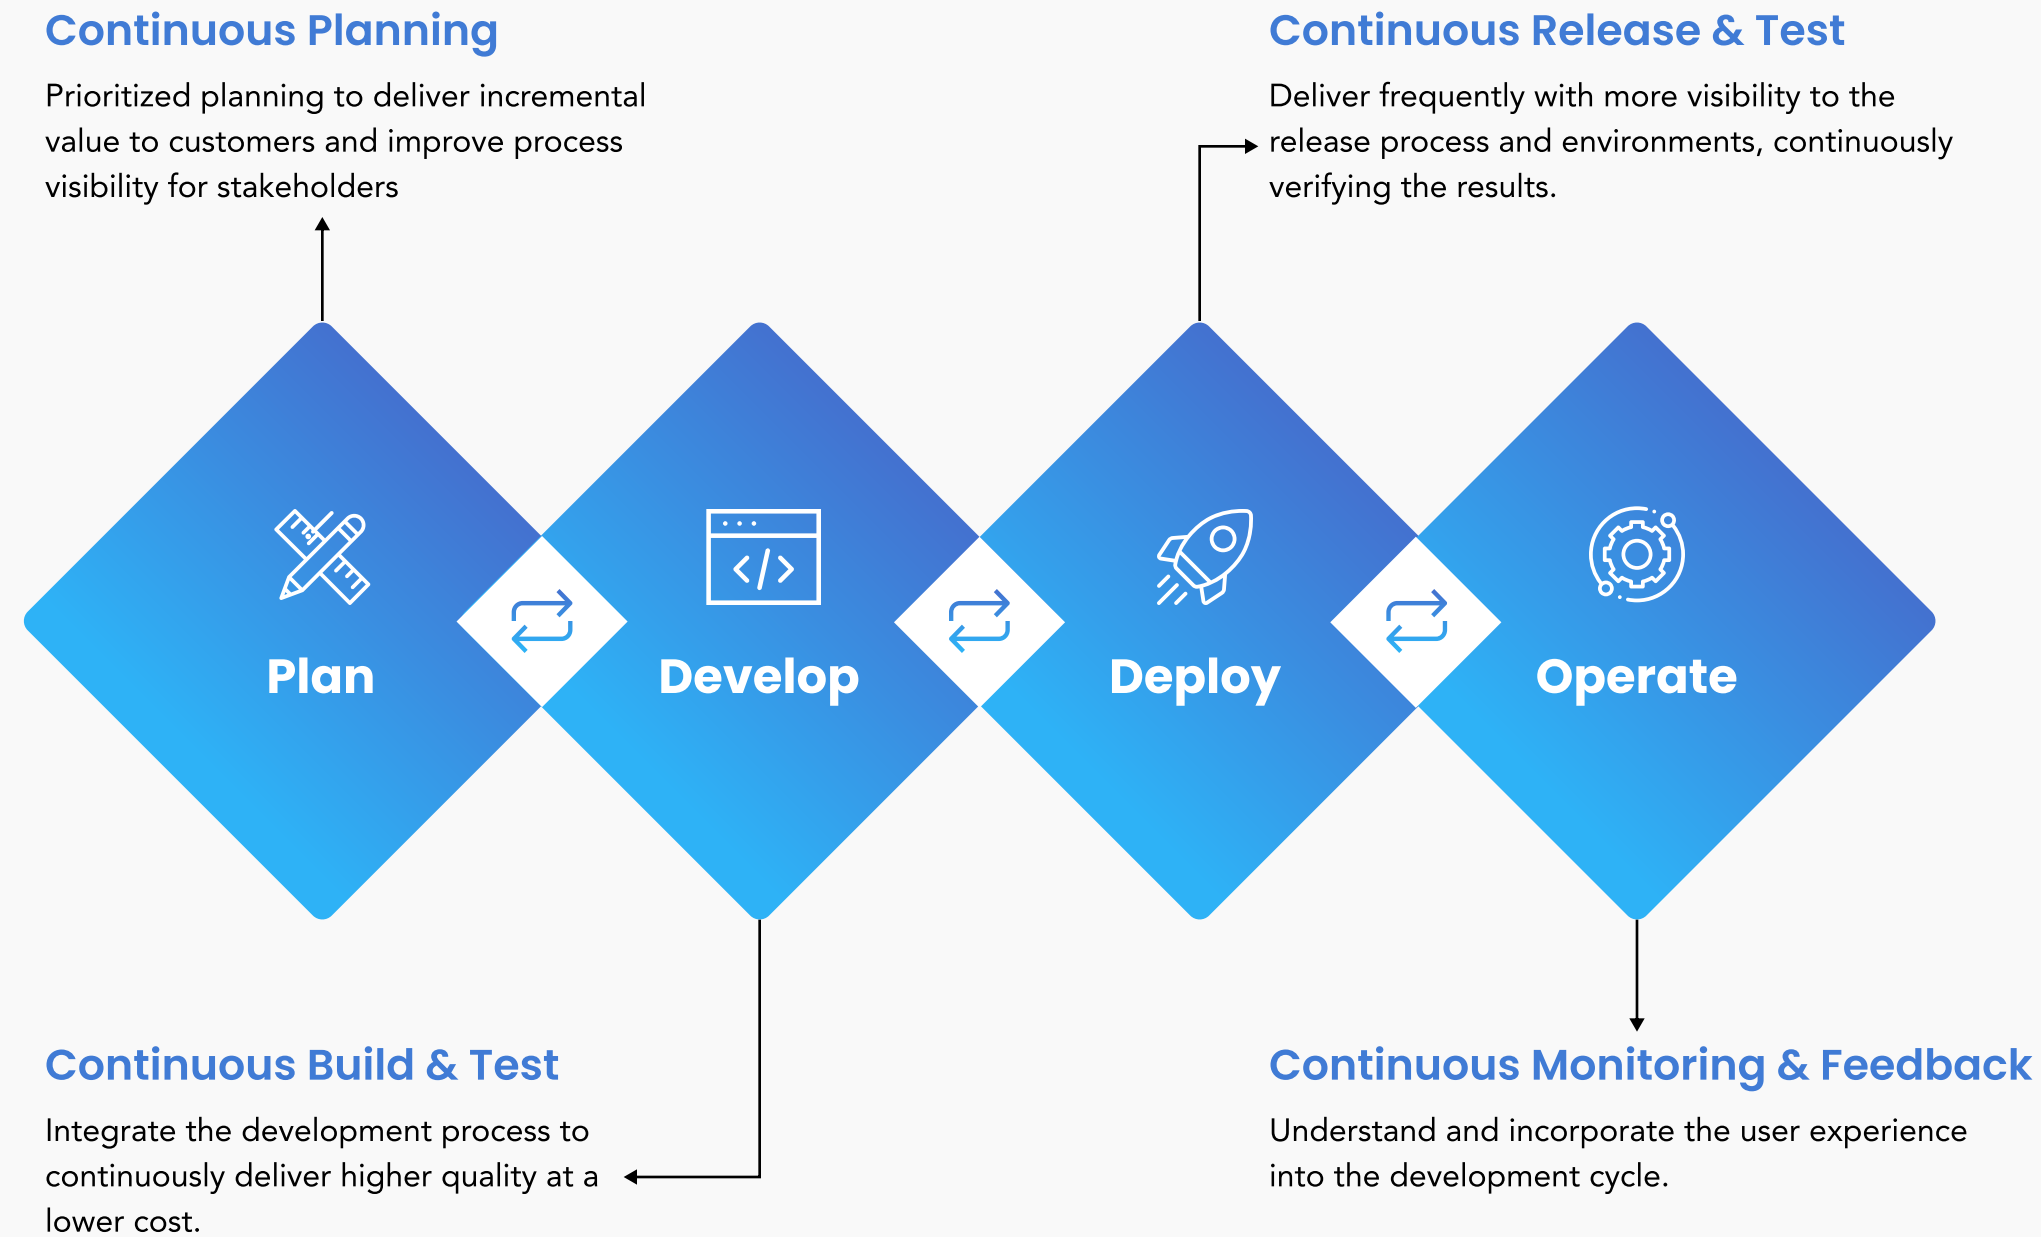 Continuous Planning
Prioritized planning to deliver incremental
value to customers and improve process
visibility for stakeholders
Continuous Release & Test
Deliver frequently with more visibility to the
release process and environments, continuously
verifying the results.
Plan
Develop
Deploy
Operate
Continuous Build & Test
Integrate the development process to
continuously deliver higher quality at a
lower cost.
Continuous Monitoring & Feedback
Understand and incorporate the user experience
into the development cycle.